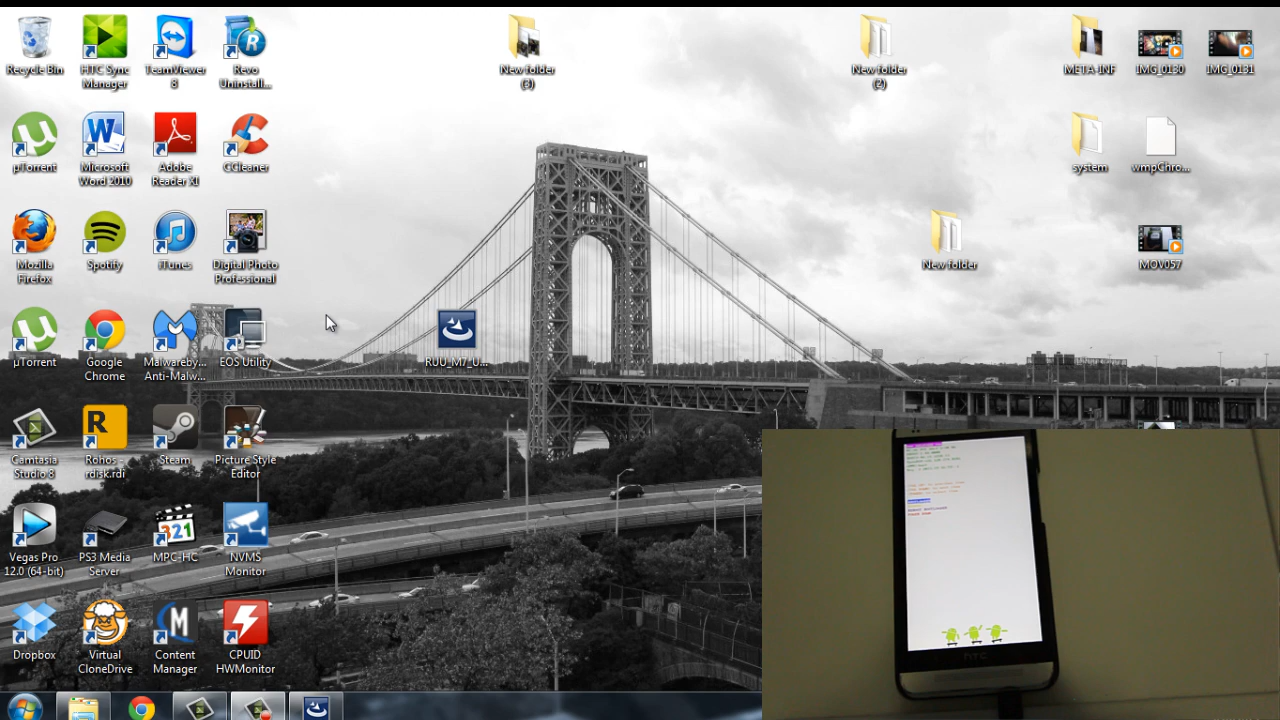 Recycle Bin
HTC Sync
Manager
TeamViewer
8
Revo
Uninstall...
New folder
(3)
New folder
(2)
META-INF
IMG_0130
IMG_0131
µTorrent
Microsoft
Word 2010
Adobe
Reader XI
CCleaner
system
wmpChro...
Mozilla
Firefox
Spotify
iTunes
Digital Photo
Professional
New folder
MOV057
µTorrent
Google
Chrome
Malwareby...
Anti-Malw...
EOS Utility
RUU_M7_U...
Camtasia
Studio 8
Rohos -
rdisk.rdi
Steam
Picture Style
Editor
Vegas Pro
12.0 (64-bit)
PS3 Media
Server
MPC-HC
NVMS
Monitor
Dropbox
Virtual
CloneDrive
Content
Manager
CPUID
HWMonitor
hTC